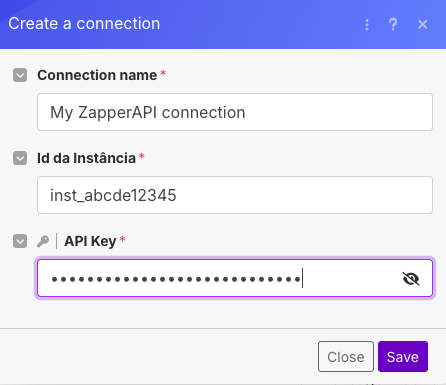 Create a connection
Connection name*
My ZapperAPI connection
Id da Instância*
inst_abcde12345
API Key*
••••••••••••••••••••••••••••
Close
Save